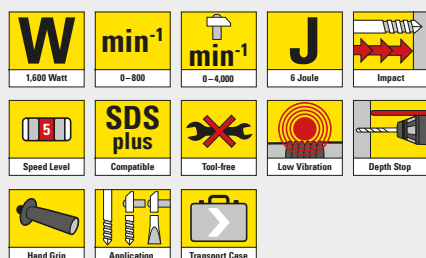 W
1,600 Watt
min-1
0–800
min-1
0–4,000
J
6 Joule
Impact
5
Speed Level
SDS
plus
Compatible
Tool-free
Low Vibration
Depth Stop
Hand Grip
Application
Transport Case